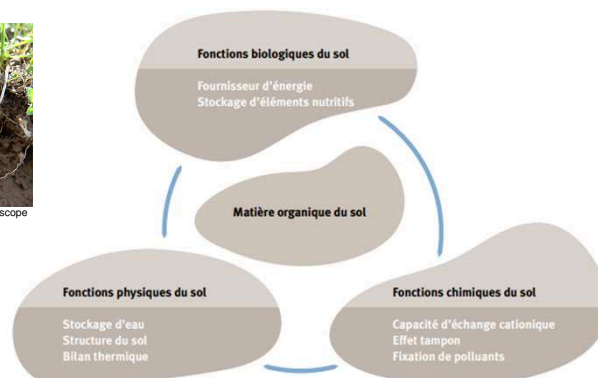 Fonctions biologiques du sol
Fournisseur d'énergie
Stockage d'éléments nutritifs
scope
Matière organique du sol
Fonctions physiques du sol
Stockage d'eau
Structure du sol
Bilan thermique
Fonctions chimiques du sol
Capacité d'échange cationique
Effet tampon
Fixation de polluants